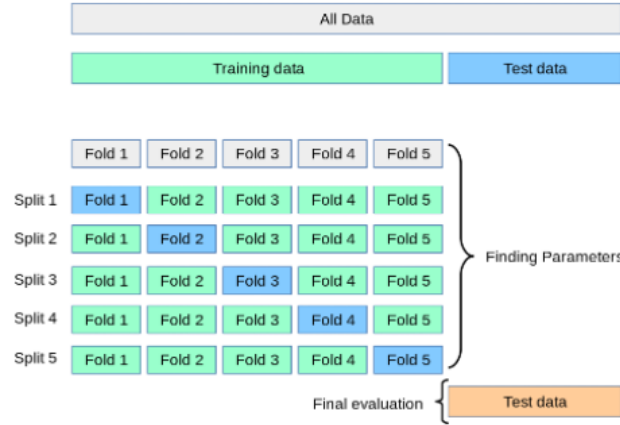 All Data
Training data Test data
Fold 1 Fold 2 Fold 3 Fold 4 Fold 5
Split 1 Fold 1 Fold 2 Fold 3 Fold 4 Fold 5
Split 2 Fold 1 Fold 2 Fold 3 Fold 4 Fold 5
Finding Parameters
Split 3 Fold 1 Fold 2 Fold 3 Fold 4 Fold 5
Split 4 Fold 1 Fold 2 Fold 3 Fold 4 Fold 5
Split 5 Fold 1 Fold 2 Fold 3 Fold 4 Fold 5
Final evaluation Test data